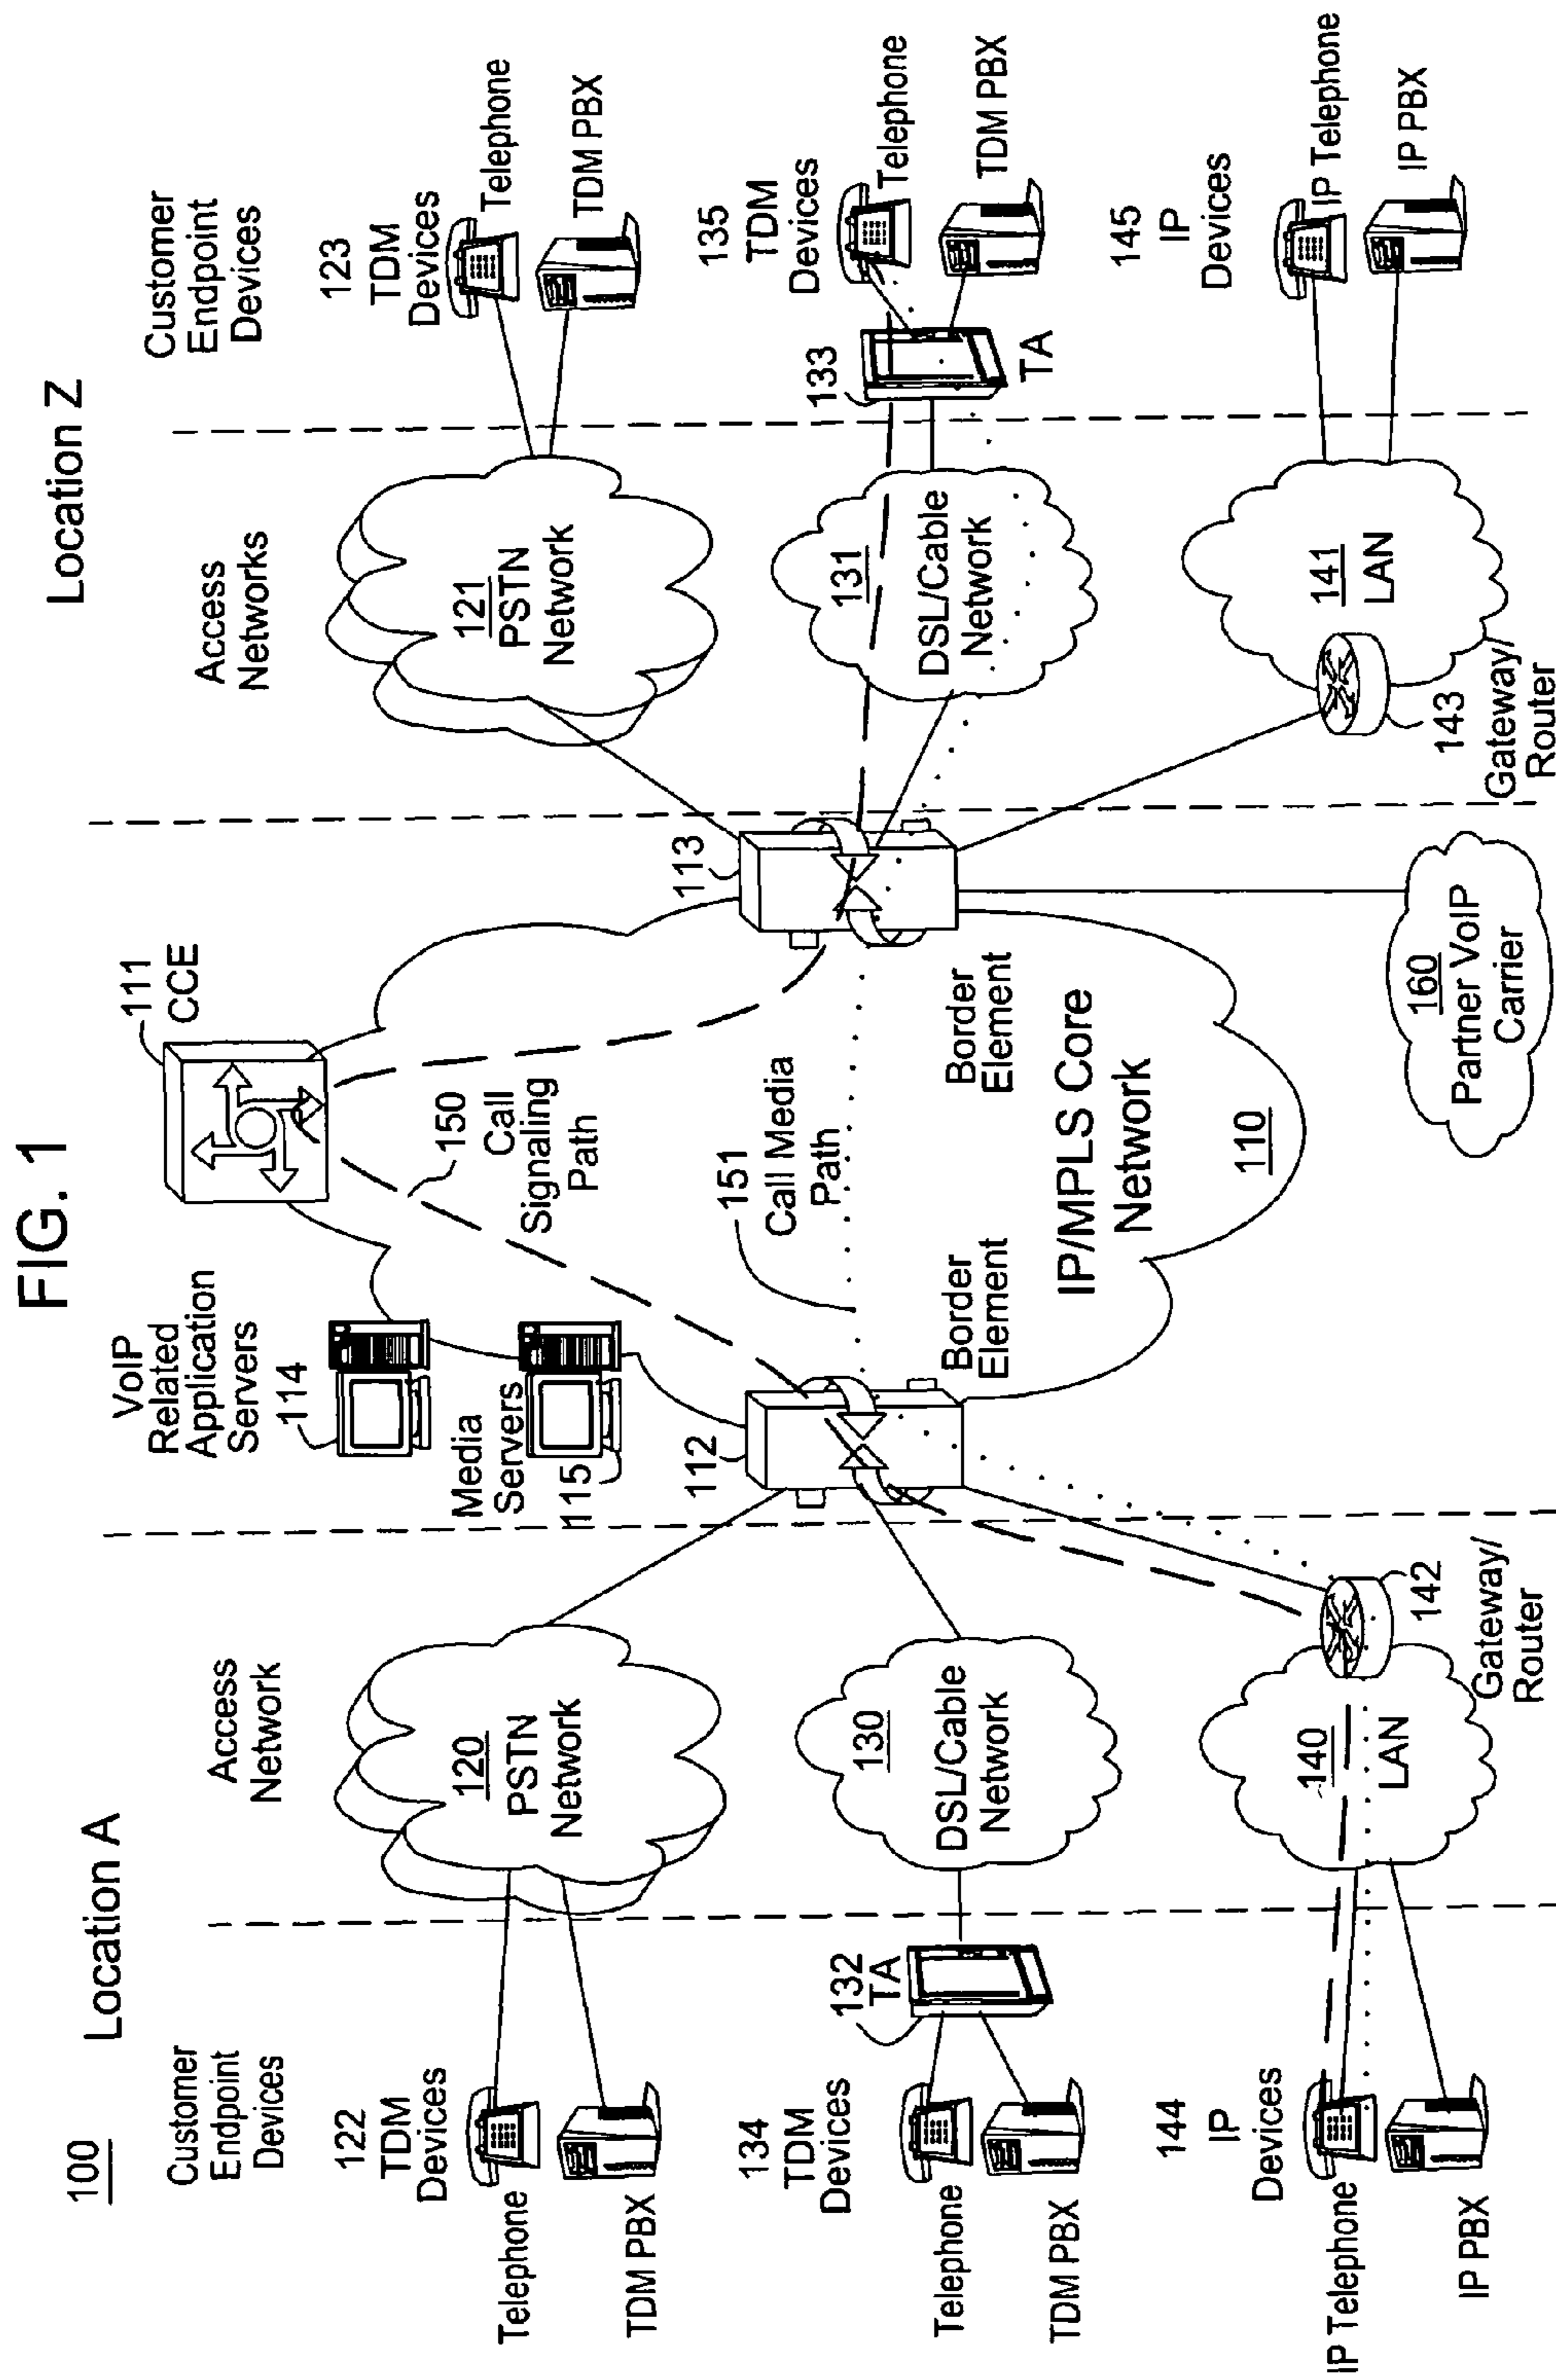 FIG. 1
100
Location A
Location Z
Customer
Endpoint
Devices
Access
Network
VoIP
Related
Application
Servers
114
Media
Servers
115
111
CCE
Access
Networks
Customer
Endpoint
Devices
122
TDM
Devices
Telephone
TDM PBX
120
PSTN
Network
112
150
Call
Signaling
Path
151
Call Media
Path
113
121
PSTN
Network
123
TDM
Devices
Telephone
TDM PBX
134
TDM
Devices
Telephone
TDM PBX
132
TA
130
DSL/Cable
Network
Border
Element
Border
Element
IP/MPLS Core
Network
110
131
DSL/Cable
Network
133
TA
135
TDM
Devices
Telephone
TDM PBX
144
IP
Devices
IP Telephone
IP PBX
140
LAN
142
Gateway/
Router
160
Partner VoIP
Carrier
143
Gateway/
Router
141
LAN
145
IP
Devices
IP Telephone
IP PBX